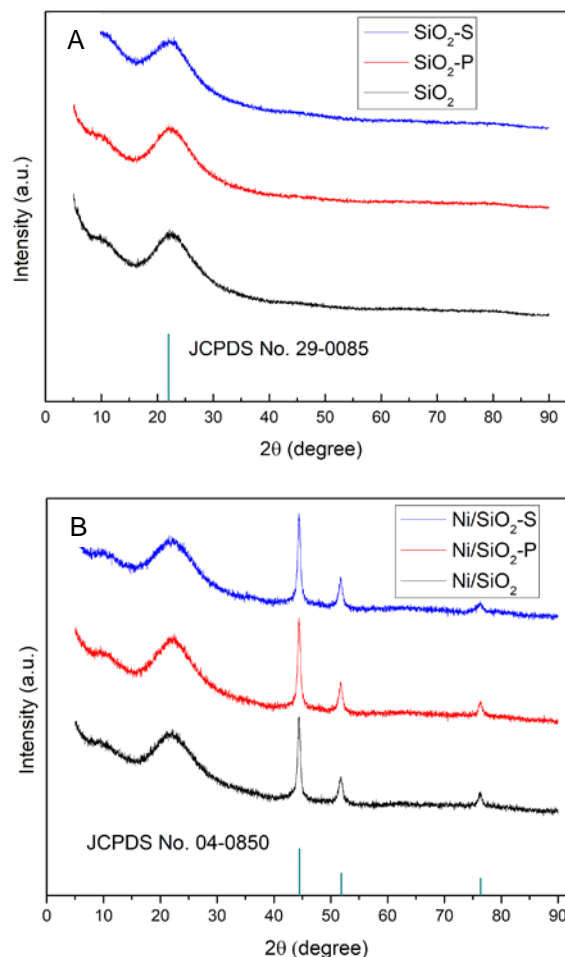 A
SiO₂-S
SiO₂-P
SiO₂
Intensity (a.u.)
JCPDS No. 29-0085
0 10 20 30 40 50 60 70 80 90
2θ (degree)
B
Ni/SiO₂-S
Ni/SiO₂-P
Ni/SiO₂
Intensity (a.u.)
JCPDS No. 04-0850
0 10 20 30 40 50 60 70 80 90
2θ (degree)